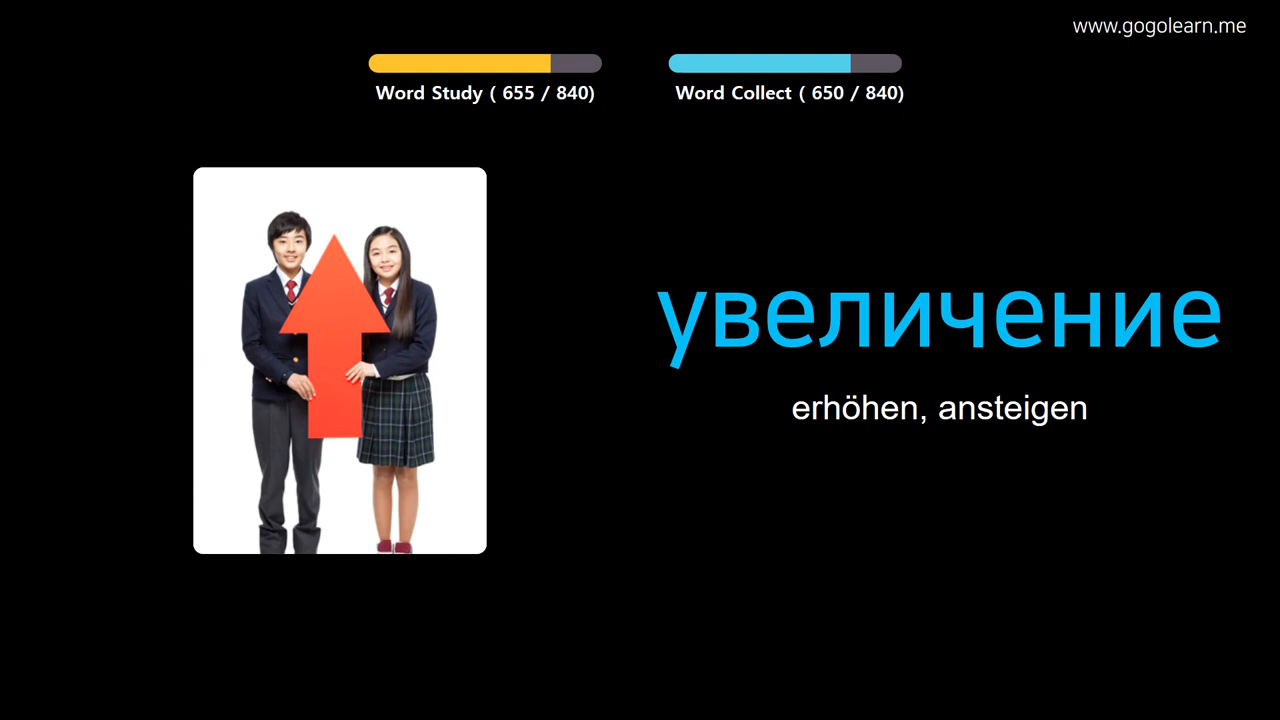 www.gogolearn.me
Word Study ( 655 / 840)
Word Collect ( 650 / 840)
увеличение
erhöhen, ansteigen